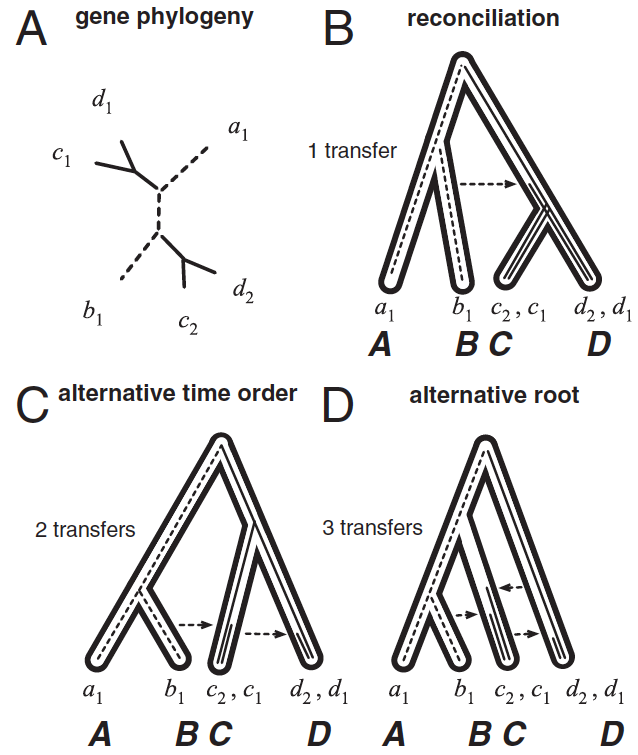 A gene phylogeny
d1
a1
c1
b1
c2
d2
B reconciliation
1 transfer
a1 b1 c2, c1 d2, d1
A B C D
C alternative time order
2 transfers
a1 b1 c2, c1 d2, d1
A B C D
D alternative root
3 transfers
a1 b1 c2, c1 d2, d1
A B C D